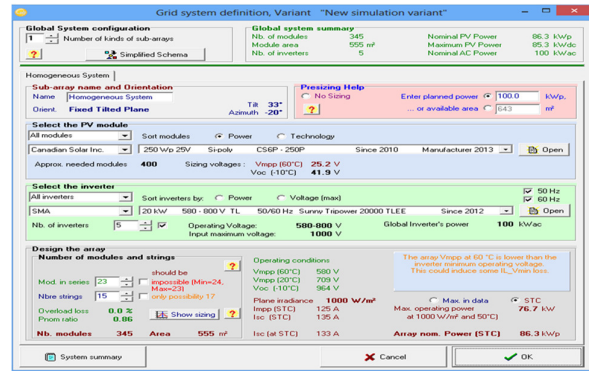 Grid system definition, Variant "New simulation variant"
Global System configuration
1 Number of kinds of sub-arrays
? Simplified Schema
Global system summary
Nb. of modules 345 Nominal PV Power 86.3 kWp
Module area 555 m² Maximum PV Power 85.3 kWdc
Nb. of inverters 5 Nominal AC Power 100 kWac
Homogeneous System
Sub-array name and Orientation
Name Homogeneous System
Orient. Fixed Tilted Plane
Tilt 33°
Azimuth -20°
Presizing Help
No Sizing
?
Enter planned power 100.0 kWp,
... or available area 643 m²
Select the PV module
All modules Sort modules Power Technology
Canadian Solar Inc. 250 Wp 25V Si-poly CS6P - 250P Since 2010 Manufacturer 2013 Open
Approx. needed modules 400 Sizing voltages : Vmpp (60°C) 25.2 V
Voc (-10°C) 41.9 V
Select the inverter
All inverters Sort inverters by: Power Voltage (max)
50 Hz
60 Hz
SMA 20 kW 580 - 800 V TL 50/60 Hz Sunny Tripower 20000 TLEE Since 2012 Open
Nb. of inverters 5 Operating Voltage: 580-800 V Global Inverter's power 100 kWac
Input maximum voltage: 1000 V
Design the array
Number of modules and strings
?
should be
Mod. in series 23 impossible (Min=24, Max=23)
Nbre strings 15 only possibility 17
Overload loss 0.0 %
Pnom ratio 0.86
Show sizing ?
Nb. modules 345 Area 555 m²
Operating conditions
Vmpp (60°C) 580 V
Vmpp (20°C) 709 V
Voc (-10°C) 964 V
Plane irradiance 1000 W/m²
Impp (STC) 125 A
Isc (STC) 135 A
Isc (at STC) 133 A
The array Vmpp at 60 °C is lower than the
inverter minimum operating voltage.
This could induce some IL_Vmin loss.
Max. in data STC
Max. operating power 76.7 kW
at 1000 W/m² and 50°C)
Array nom. Power (STC) 86.3 kWp
System summary
Cancel
OK